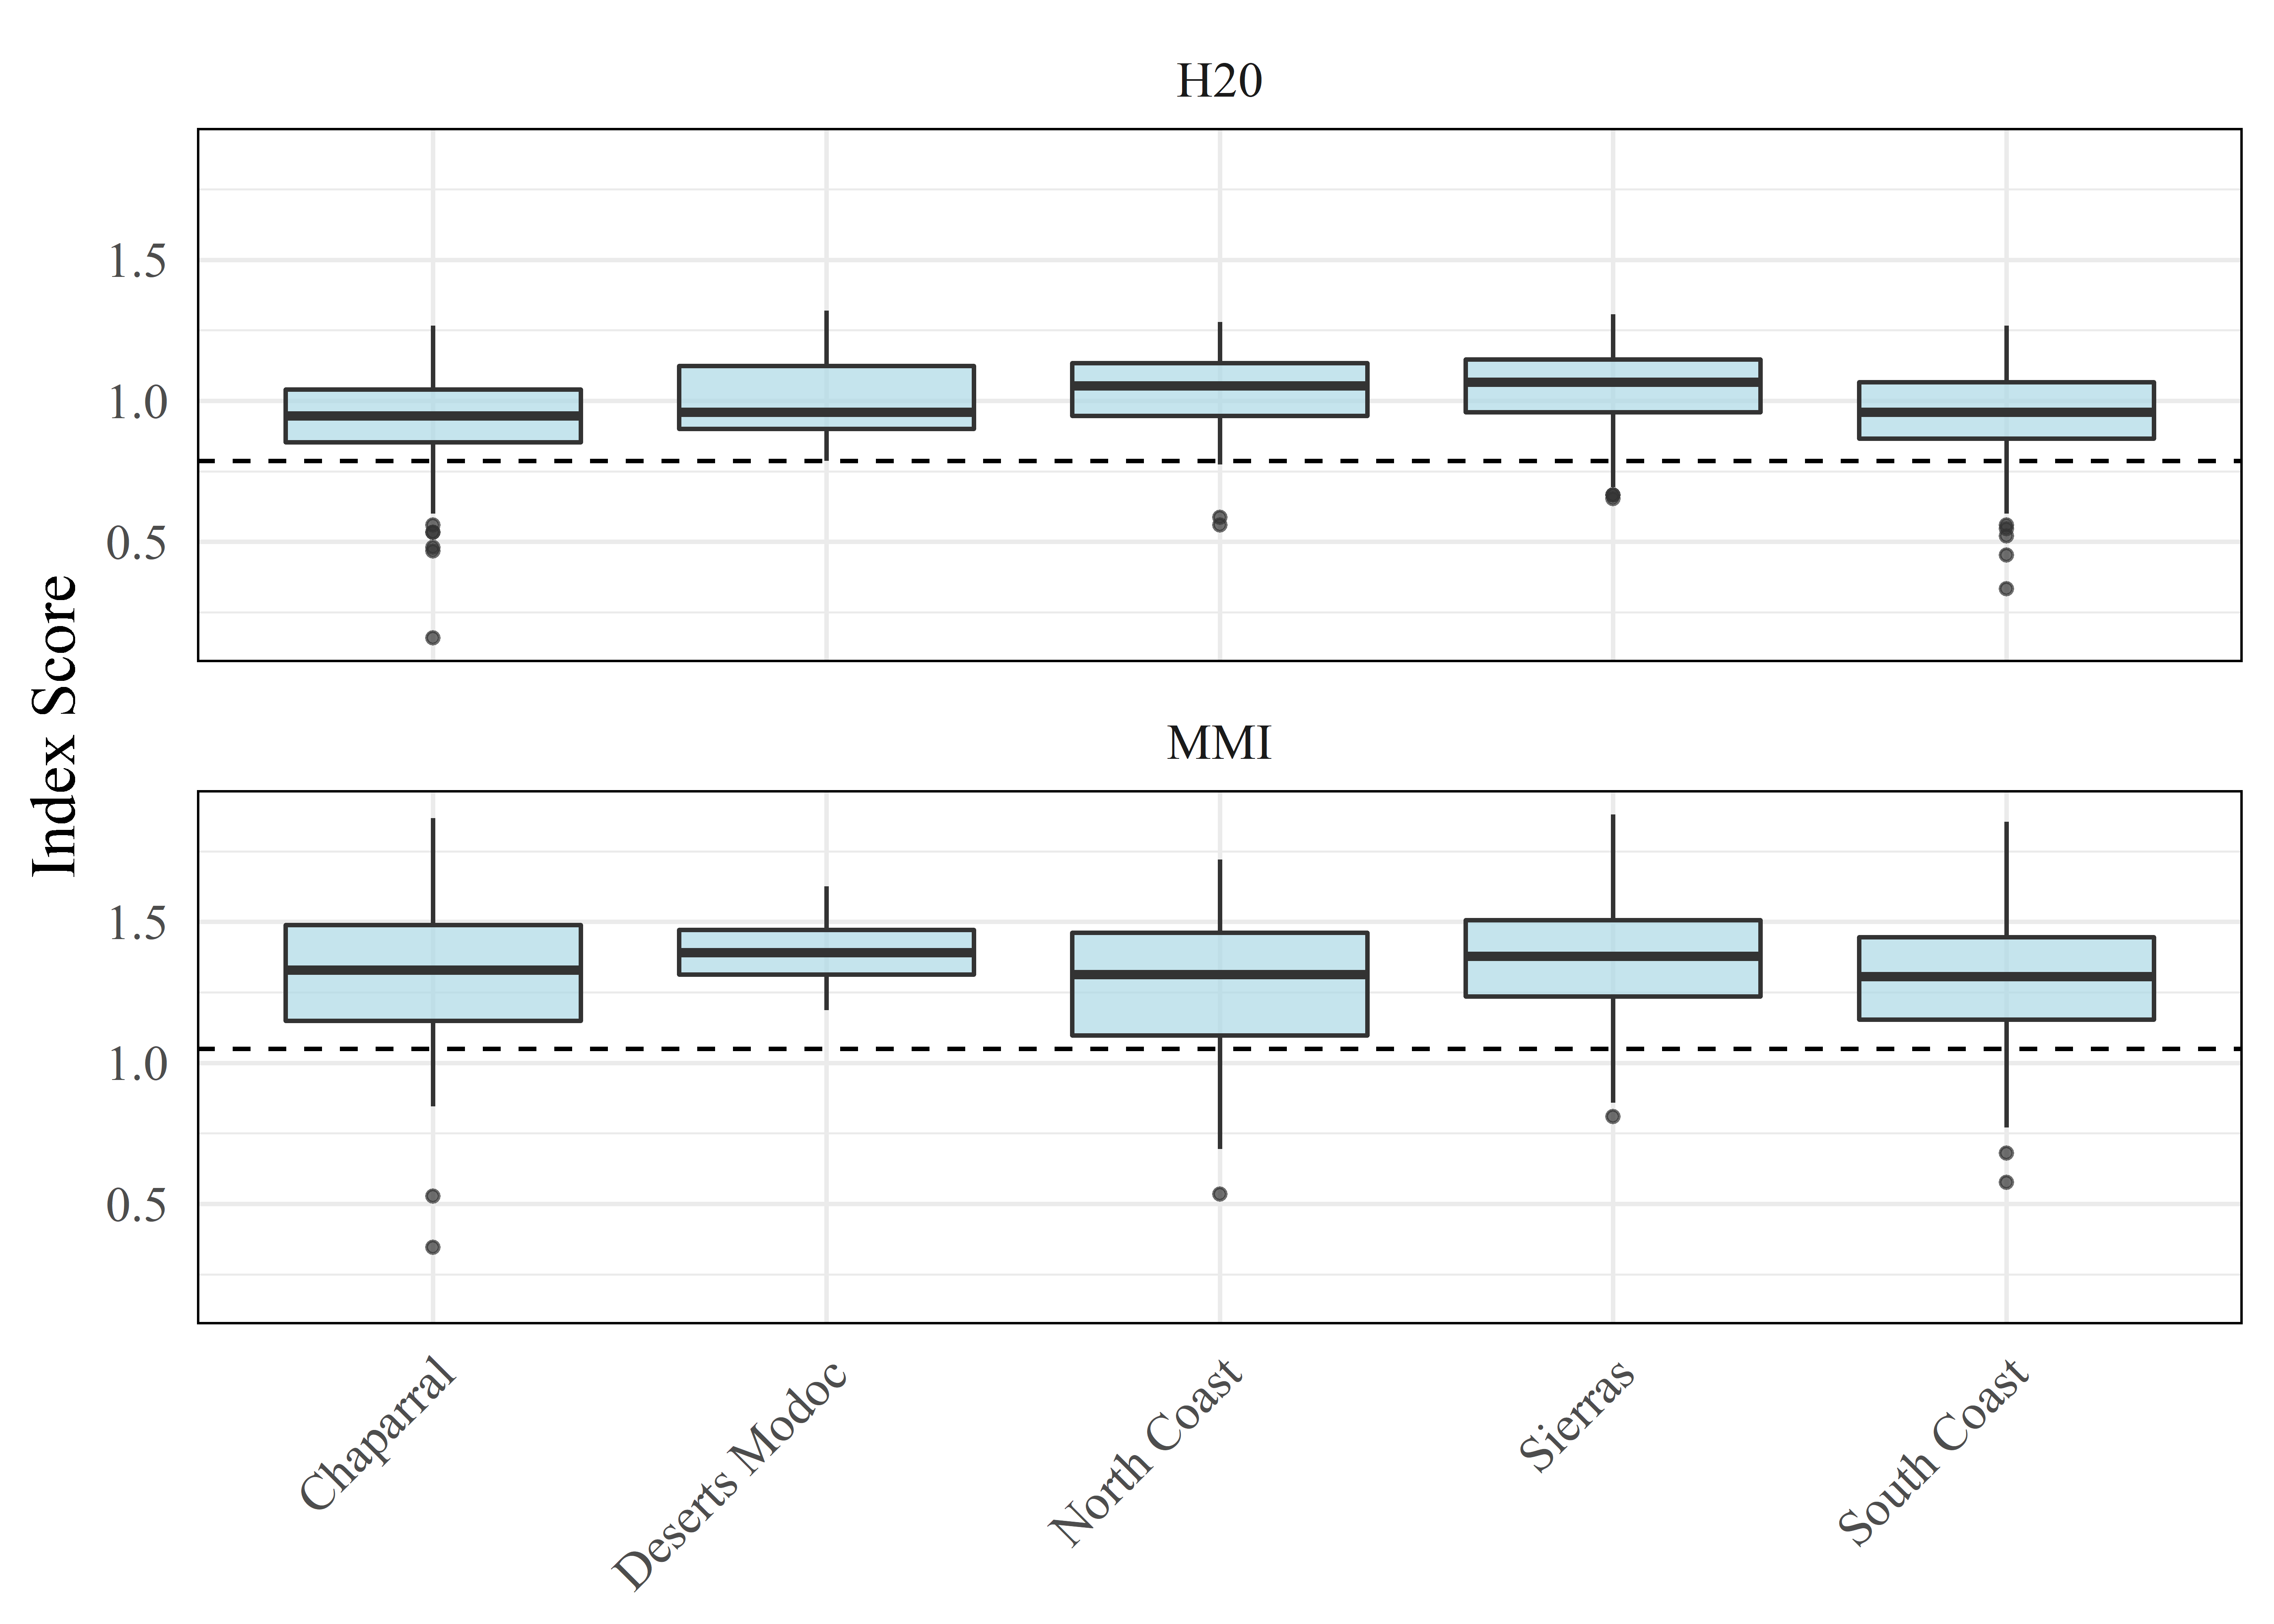 H20
1.5
1.0
0.5
Index Score
MMI
1.5
1.0
0.5
Chaparral
Deserts Modoc
North Coast
Sierras
South Coast